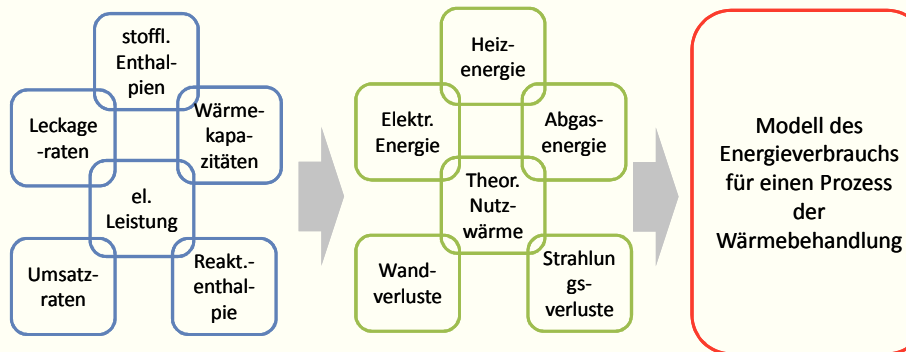 stoffl.
Enthal-
pien
Leckage
-raten
Wärme-
kapa-
zitäten
el.
Leistung
Umsatz-
raten
Reakt.-
enthal-
pie
Heiz-
energie
Elektr.
Energie
Abgas-
energie
Theor.
Nutz-
wärme
Wand-
verluste
Strahlun
gs-
verluste
Modell des
Energieverbrauchs
für einen Prozess
der
Wärmebehandlung